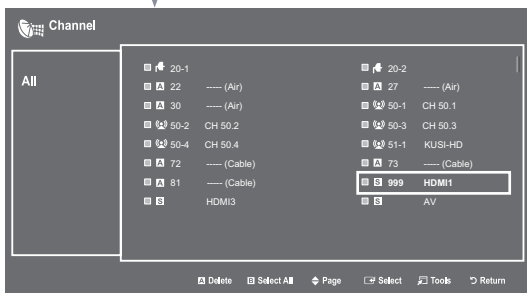 Channel
All
20-1 20-2
A 22 ----- (Air) A 27 ----- (Air)
A 30 ----- (Air) 50-1 CH 50.1
50-2 CH 50.2 50-3 CH 50.3
50-4 CH 50.4 51-1 KUSI-HD
A 72 ----- (Cable) A 73 ----- (Cable)
A 81 ----- (Cable) S 999 HDMI1
S HDMI3 S AV
A Delete B Select All Page Select Tools Return